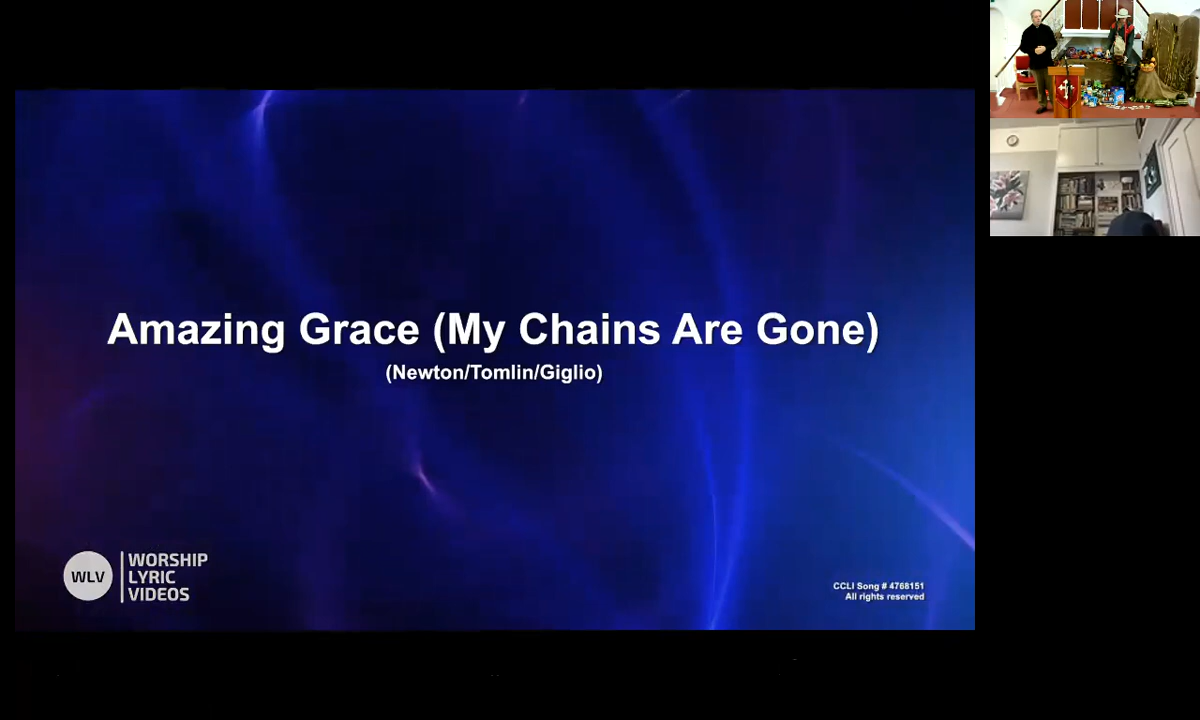 Amazing Grace (My Chains Are Gone)
(Newton/Tomlin/Giglio)
WLV
WORSHIP
LYRIC
VIDEOS
CCLI Song # 4768151
All rights reserved